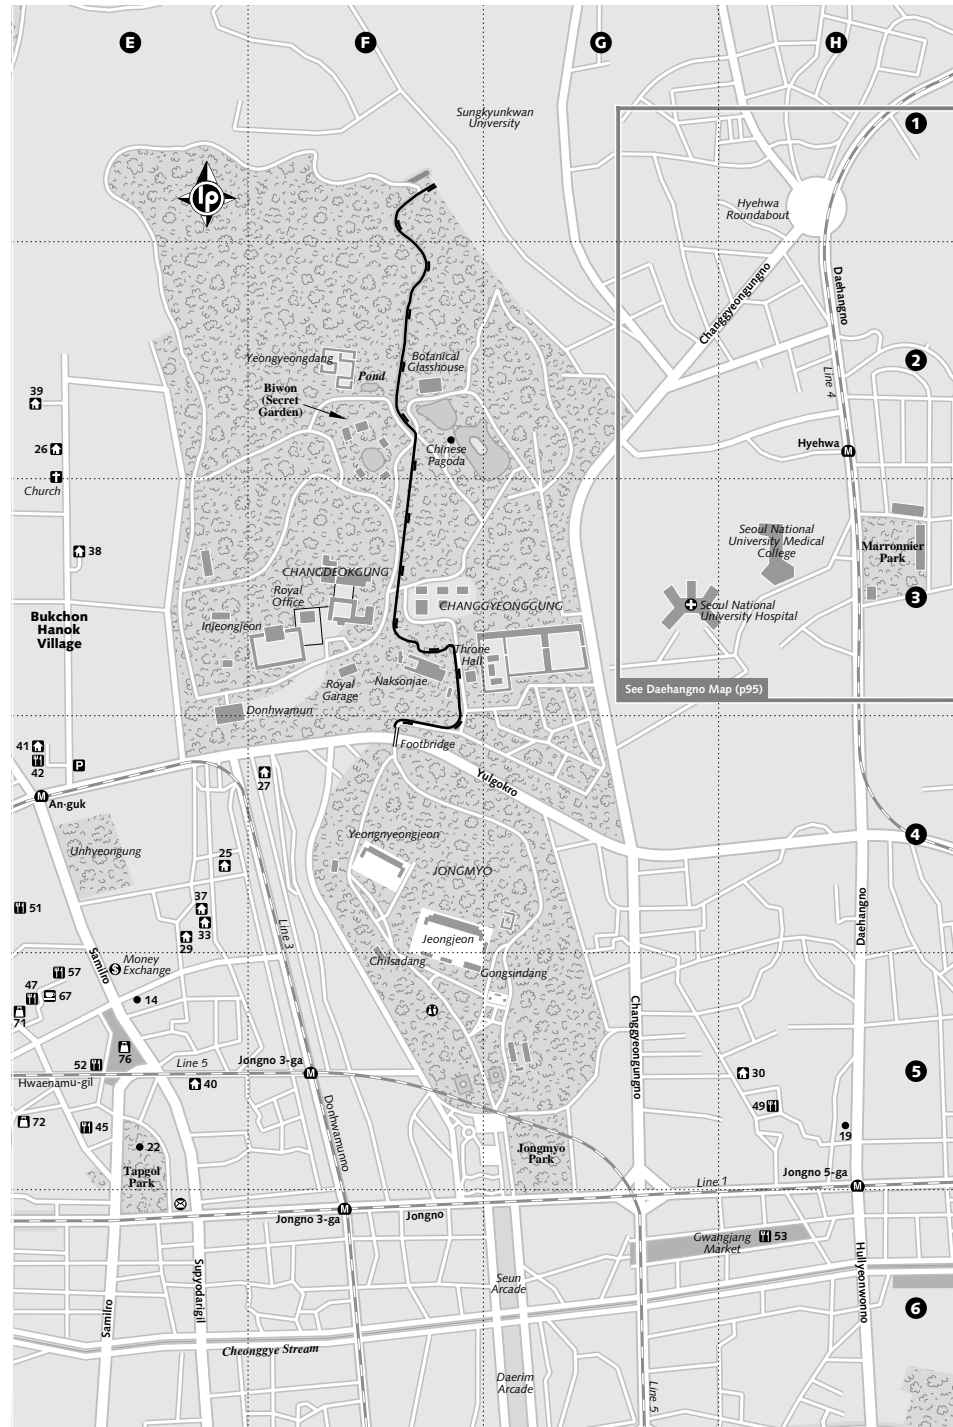 E
F
G
H
1
Sungkyunkwan
University
lp
Hyehwa
Roundabout
Changgyeongungno
Daehangno
2
Yeongyeongdang
Pond
Botanical
Glasshouse
Line 4
39
Biwon
(Secret
Garden)
26
Chinese
Pagoda
Hyehwa
M
Church
38
Seoul National
University Medical
College
Marronnier
Park
CHANGDEOKGUNG
Royal
Office
CHANGGYEONGGUNG
3
Seoul National
University Hospital
Bukchon
Hanok
Village
Injeongjeon
Throne
Hall
Royal
Garage
Naksonjae
See Daehangno Map (p95)
Donhwamun
41
42
P
Footbridge
27
Yulgokro
M
An-guk
4
Yeongnyeongjeon
Unhyeongung
25
JONGMYO
37
51
33
29
Line 3
Jeongjeon
Daehangno
Samilro
Money
Exchange
$
Chilsadang
Gongsindang
57
47
67
14
71
Changgyeongungno
76
52
Line 5
Jongno 3-ga
M
Hwaenamu-gil
40
30
5
49
72
45
Donhwamunno
22
19
Tapgol
Park
Jongmyo
Park
Jongno 5-ga
Line 1
M
Jongno 3-ga
M
Jongno
Gwangjang
Market
53
Supyodarigil
Samilro
Seun
Arcade
Hullyeonwonno
6
Cheonggye Stream
Daerim
Arcade
Line 5